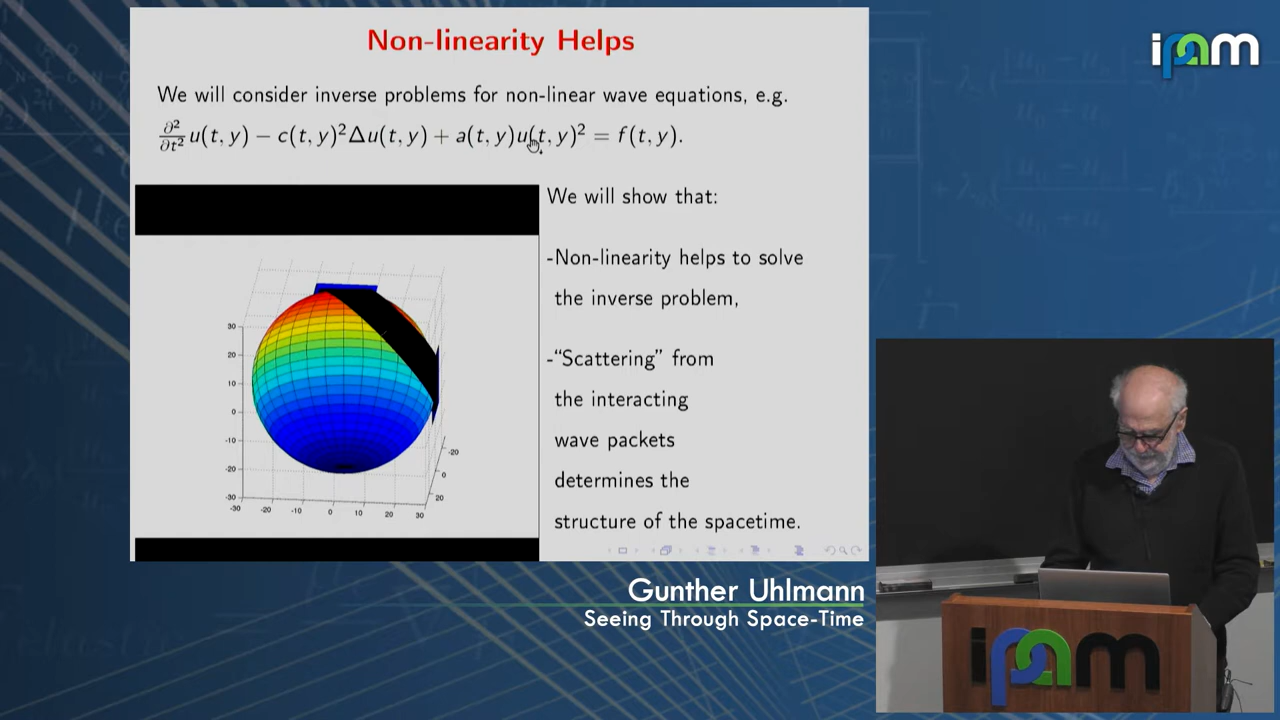 Non-linearity Helps
ipam
We will consider inverse problems for non-linear wave equations, e.g.
∂²/∂t² u(t, y) − c(t, y)²Δu(t, y) + a(t, y)u(t, y)² = f(t, y).
We will show that:
-Non-linearity helps to solve
the inverse problem,
-“Scattering” from
the interacting
wave packets
determines the
structure of the spacetime.
30
20
10
0
-10
-20
-30
-30
-20
-10
0
10
20
30
-20
0
20
Gunther Uhlmann
Seeing Through Space-Time
ipam